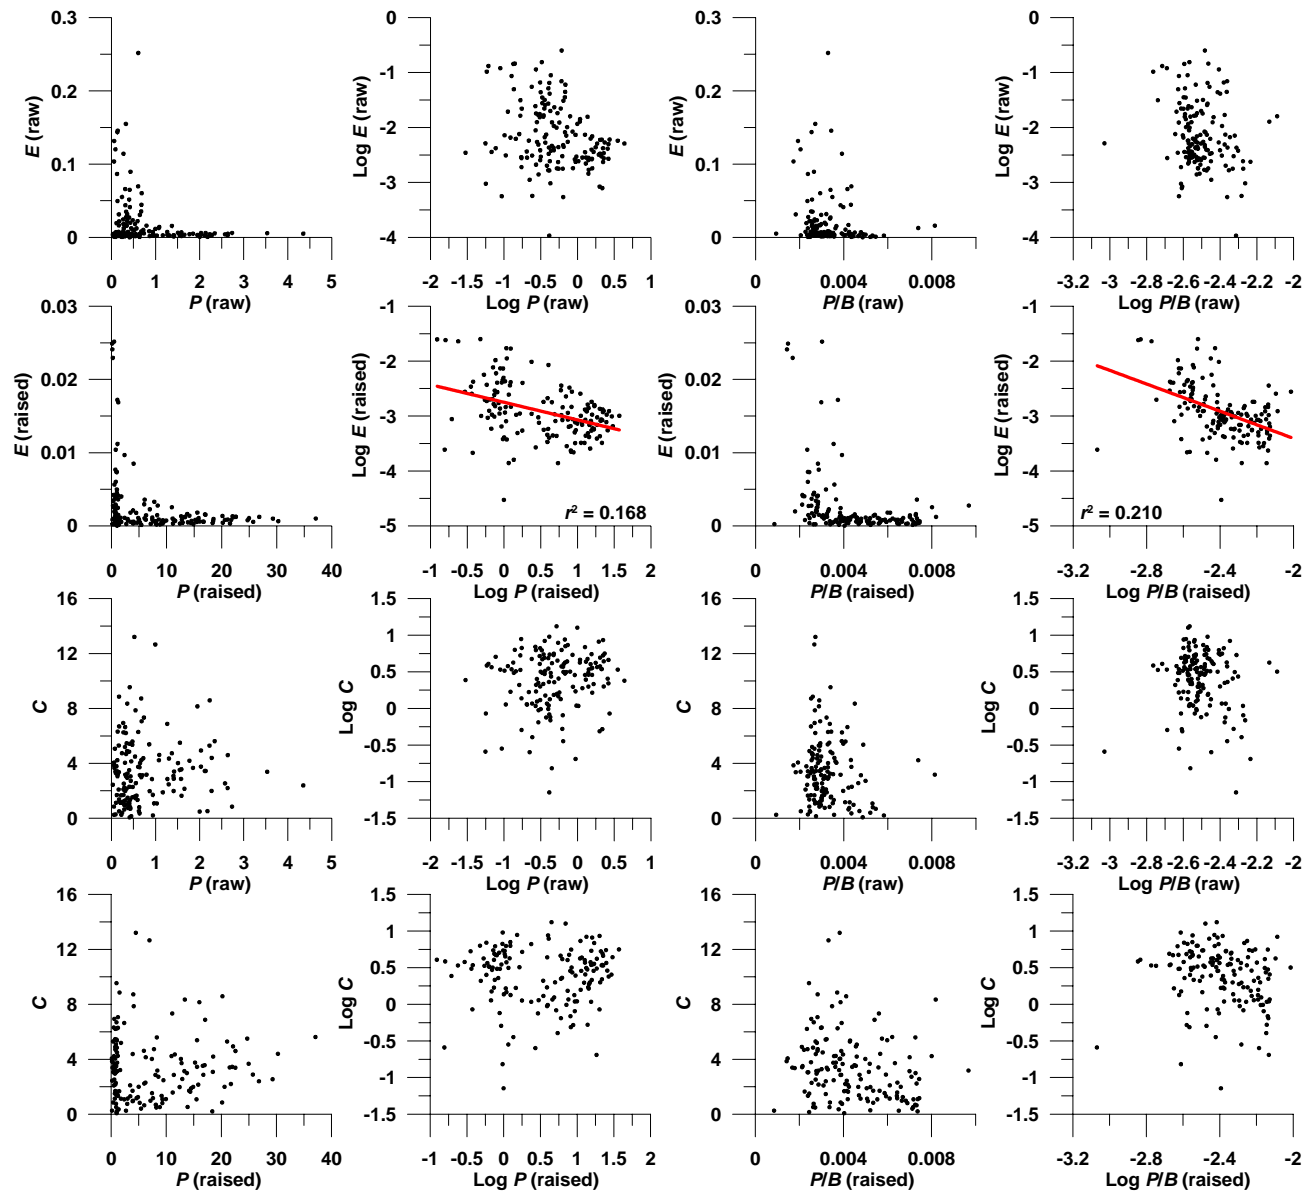 0.3
0.2
0.1
0
E (raw)
0 1 2 3 4 5
P (raw)
0
-1
-2
-3
-4
Log E (raw)
-2 -1.5 -1 -0.5 0 0.5 1
Log P (raw)
0.3
0.2
0.1
0
E (raw)
0 0.004 0.008
P/B (raw)
0
-1
-2
-3
-4
Log E (raw)
-3.2 -3 -2.8 -2.6 -2.4 -2.2 -2
Log P/B (raw)
0.03
0.02
0.01
0
E (raised)
0 10 20 30 40
P (raised)
-1
-2
-3
-4
-5
Log E (raised)
r² = 0.168
-1 -0.5 0 0.5 1 1.5 2
Log P (raised)
0.03
0.02
0.01
0
E (raised)
0 0.004 0.008
P/B (raised)
-1
-2
-3
-4
-5
Log E (raised)
r² = 0.210
-3.2 -2.8 -2.4 -2
Log P/B (raised)
16
12
8
4
0
C
0 1 2 3 4 5
P (raw)
1.5
1
0.5
0
-0.5
-1
-1.5
Log C
-2 -1.5 -1 -0.5 0 0.5 1
Log P (raw)
16
12
8
4
0
C
0 0.004 0.008
P/B (raw)
1.5
1
0.5
0
-0.5
-1
-1.5
Log C
-3.2 -3 -2.8 -2.6 -2.4 -2.2 -2
Log P/B (raw)
16
12
8
4
0
C
0 10 20 30 40
P (raised)
1.5
1
0.5
0
-0.5
-1
-1.5
Log C
-1 -0.5 0 0.5 1 1.5 2
Log P (raised)
16
12
8
4
0
C
0 0.004 0.008
P/B (raised)
1.5
1
0.5
0
-0.5
-1
-1.5
Log C
-3.2 -2.8 -2.4 -2
Log P/B (raised)